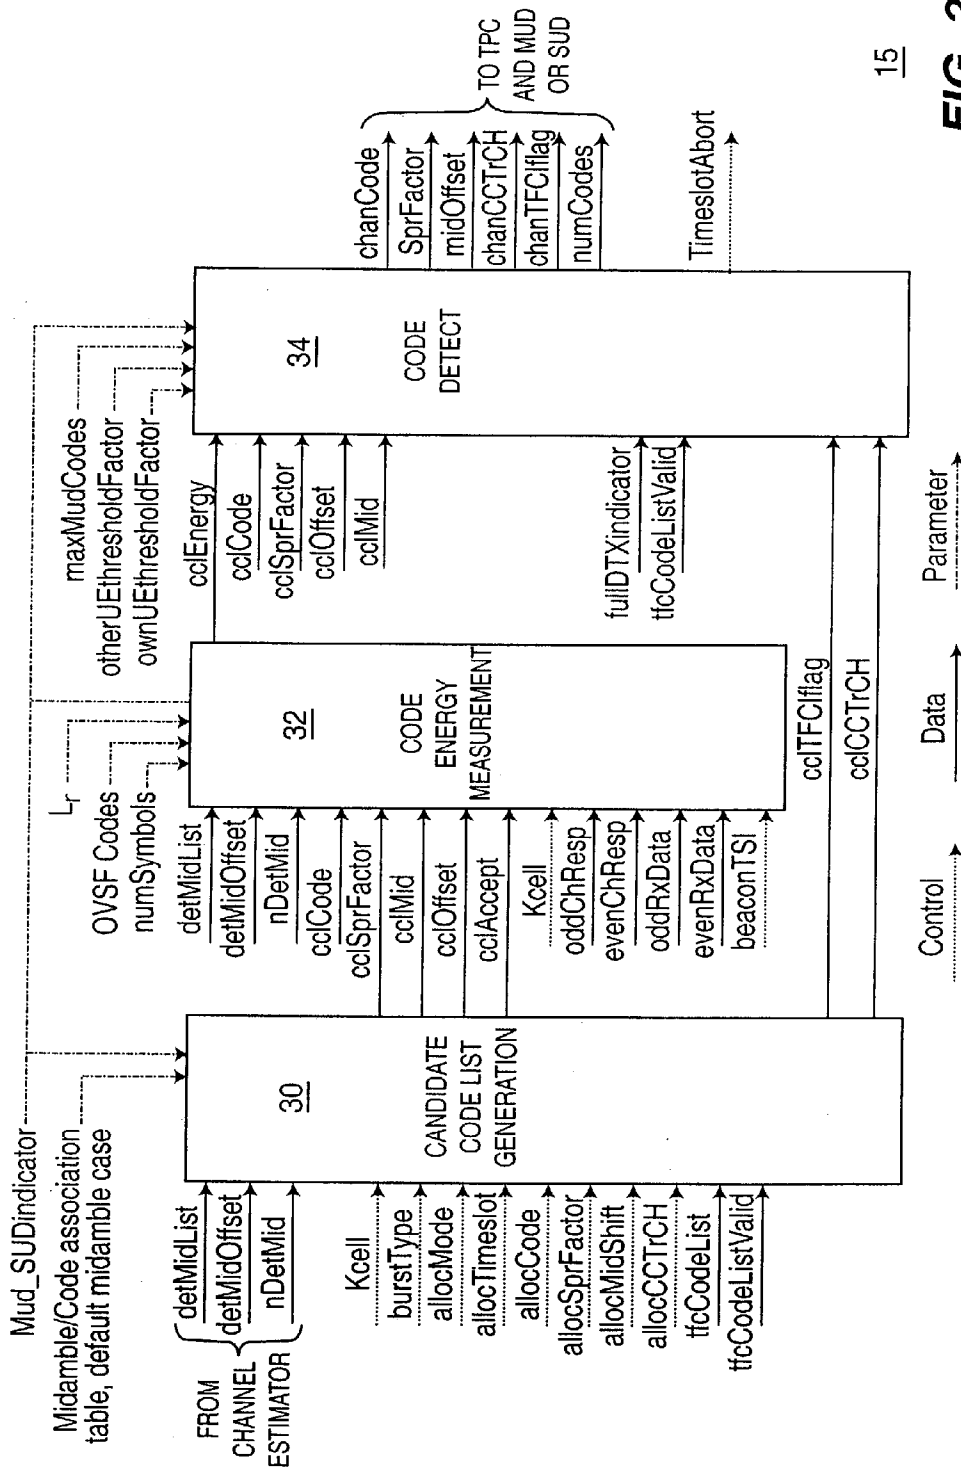 Mud_SUDindicator
Midamble/Code association
table, default midamble case
FROM
CHANNEL
ESTIMATOR
detMidList
detMidOffset
nDetMid
Kcell
burstType
allocMode
allocTimeslot
allocCode
allocSprFactor
allocMidShift
allocCCTrCH
tfcCodeList
tfcCodeListValid
30
CANDIDATE
CODE LIST
GENERATION
Lr
OVSF Codes
numSymbols
detMidList
detMidOffset
nDetMid
cclCode
cclSprFactor
cclMid
cclOffset
cclAccept
Kcell
oddChResp
evenChResp
oddRxData
evenRxData
beaconTSI
32
CODE
ENERGY
MEASUREMENT
cclTFCIflag
cclCCTrCH
maxMudCodes
otherUEthresholdFactor
ownUEthresholdFactor
cclEnergy
cclCode
cclSprFactor
cclOffset
cclMid
fullDTXindicator
tfcCodeListValid
34
CODE
DETECT
chanCode
SprFactor
midOffset
chanCCTrCH
chanTFCIflag
numCodes
TO TPC
AND MUD
OR SUD
TimeslotAbort
Control
Data
Parameter
15
FIG. 2